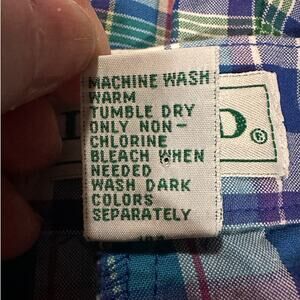 MACHINE WASH
WARM
TUMBLE DRY
ONLY NON-
CHLORINE
BLEACH WHEN
NEEDED
WASH DARK
COLORS
SEPARATELY
D®